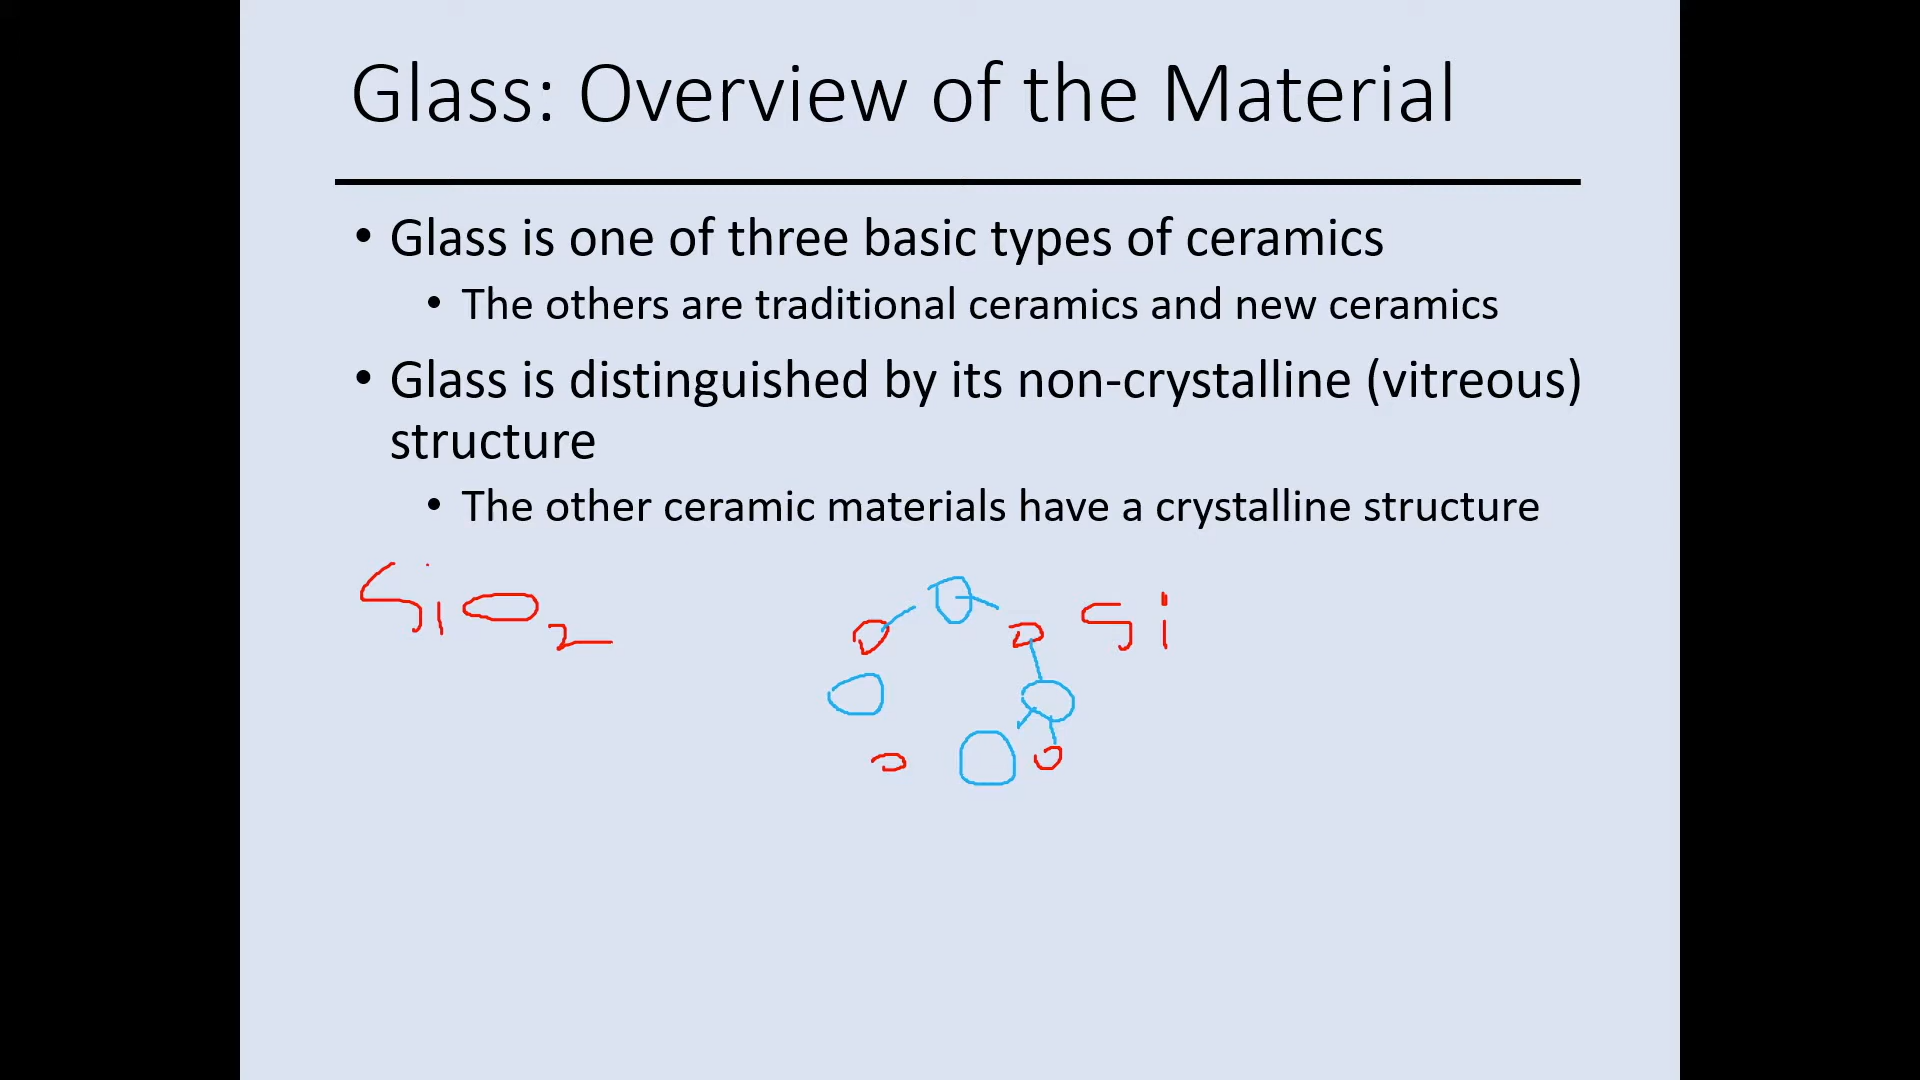 Glass: Overview of the Material
• Glass is one of three basic types of ceramics
• The others are traditional ceramics and new ceramics
• Glass is distinguished by its non-crystalline (vitreous)
structure
• The other ceramic materials have a crystalline structure
SiO₂
Si